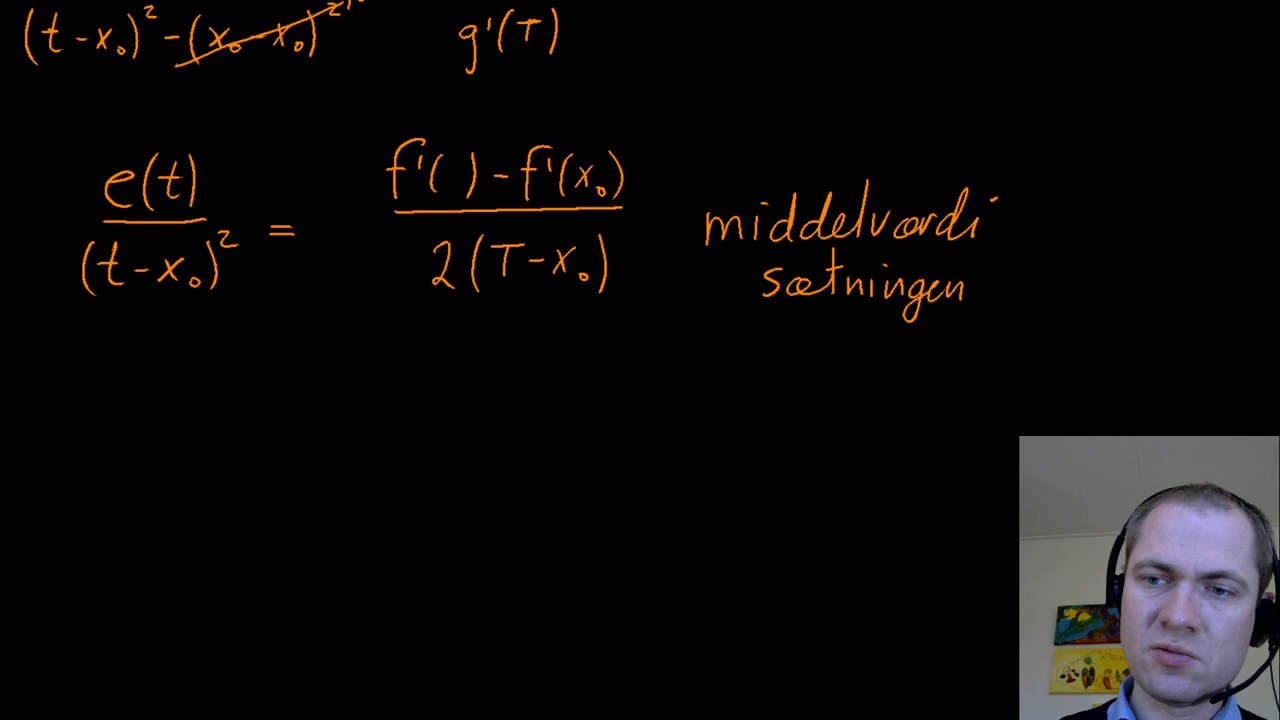 (t-x₀)² - (x₀-x₀)² g'(T)
e(t)/(t-x₀)² = (f'( ) - f'(x₀))/(2(T-x₀))
middelværdi
sætningen